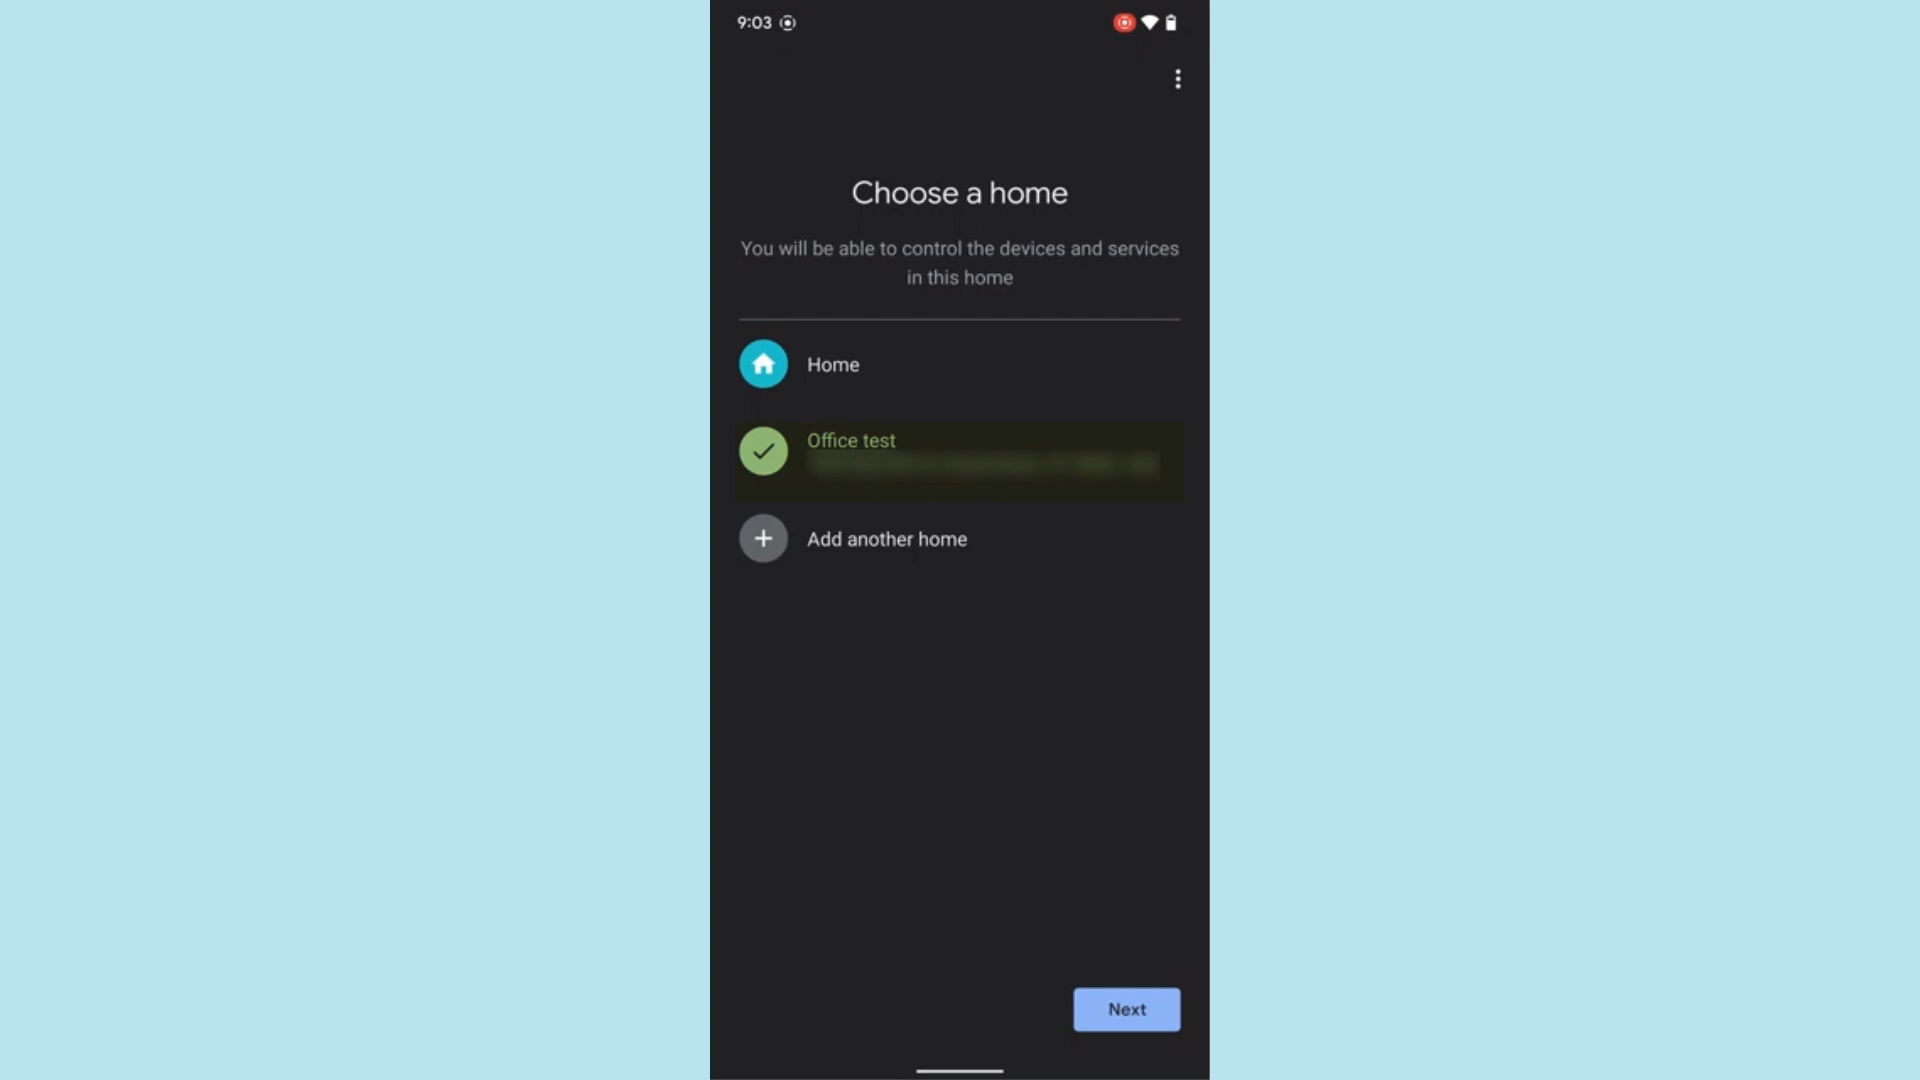 9:03
Choose a home
You will be able to control the devices and services
in this home
Home
Office test
Add another home
Next